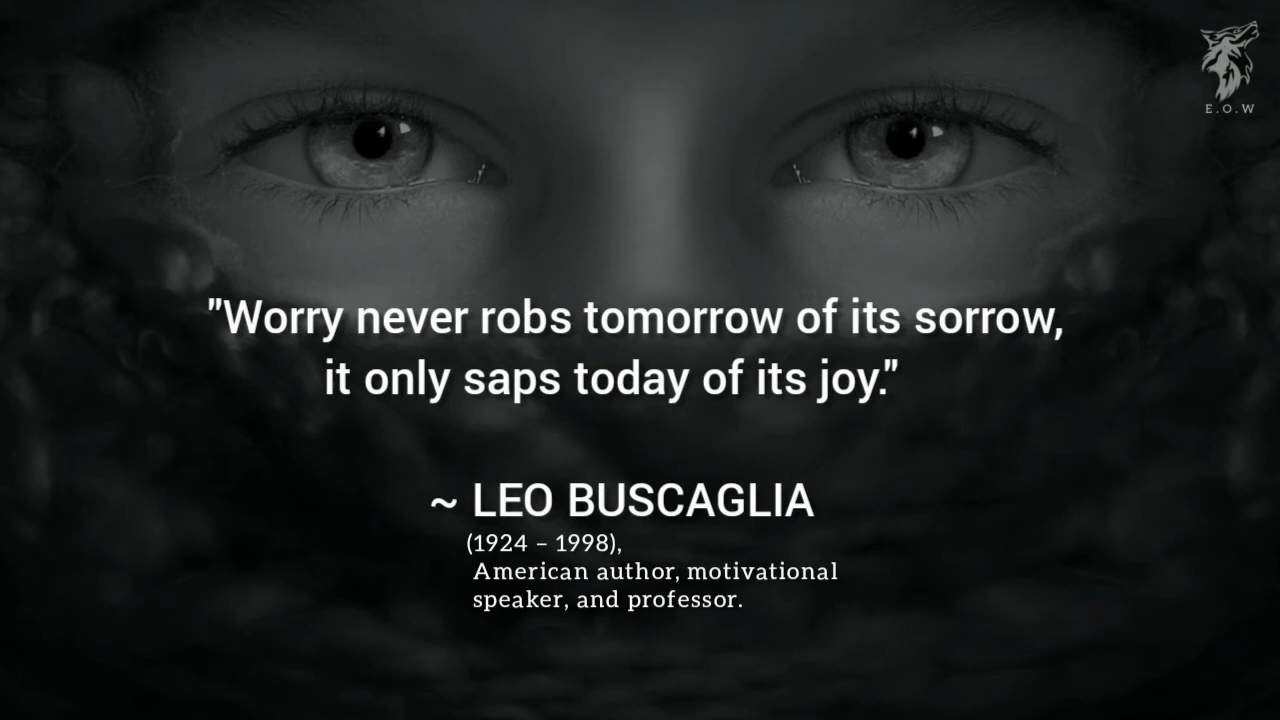 E.O.W
"Worry never robs tomorrow of its sorrow,
it only saps today of its joy."
~ LEO BUSCAGLIA
(1924 – 1998),
American author, motivational
speaker, and professor.